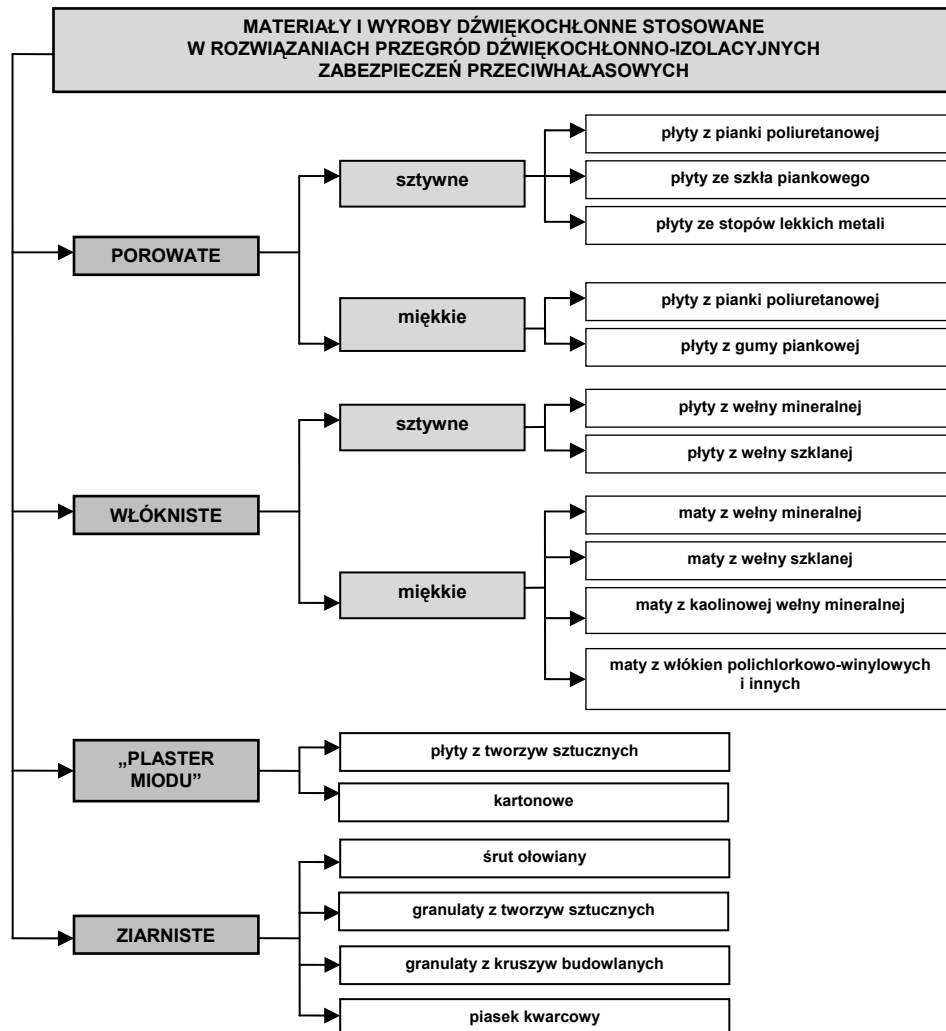 MATERIAŁY I WYROBY DŹWIĘKOCHŁONNE STOSOWANE
W ROZWIĄZANIACH PRZEGRÓD DŹWIĘKOCHŁONNO-IZOLACYJNYCH
ZABEZPIECZEŃ PRZECIWHAŁASOWYCH
POROWATE
sztywne
płyty z pianki poliuretanowej
płyty ze szkła piankowego
płyty ze stopów lekkich metali
miękkie
płyty z pianki poliuretanowej
płyty z gumy piankowej
WŁÓKNISTE
sztywne
płyty z wełny mineralnej
płyty z wełny szklanej
miękkie
maty z wełny mineralnej
maty z wełny szklanej
maty z kaolinowej wełny mineralnej
maty z włókien polichlorkowo-winylowych
i innych
„PLASTER
MIODU”
płyty z tworzyw sztucznych
kartonowe
ZIARNISTE
śrut ołowiany
granulaty z tworzyw sztucznych
granulaty z kruszyw budowlanych
piasek kwarcowy